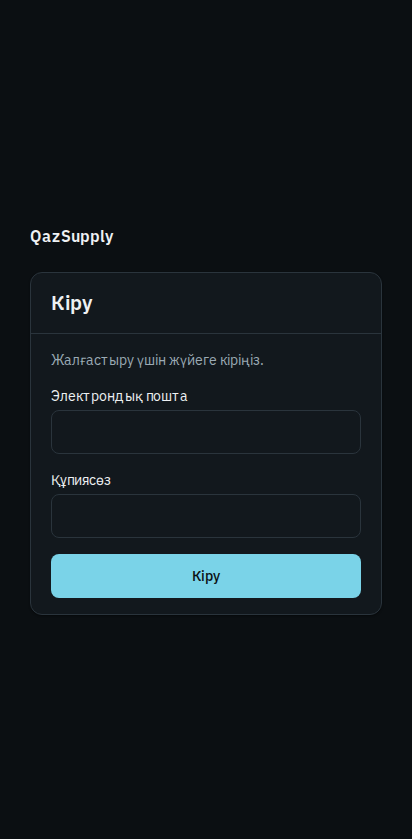 QazSupply
Кіру
Жалғастыру үшін жүйеге кіріңіз.
Электрондық пошта
Құпиясөз
Кіру